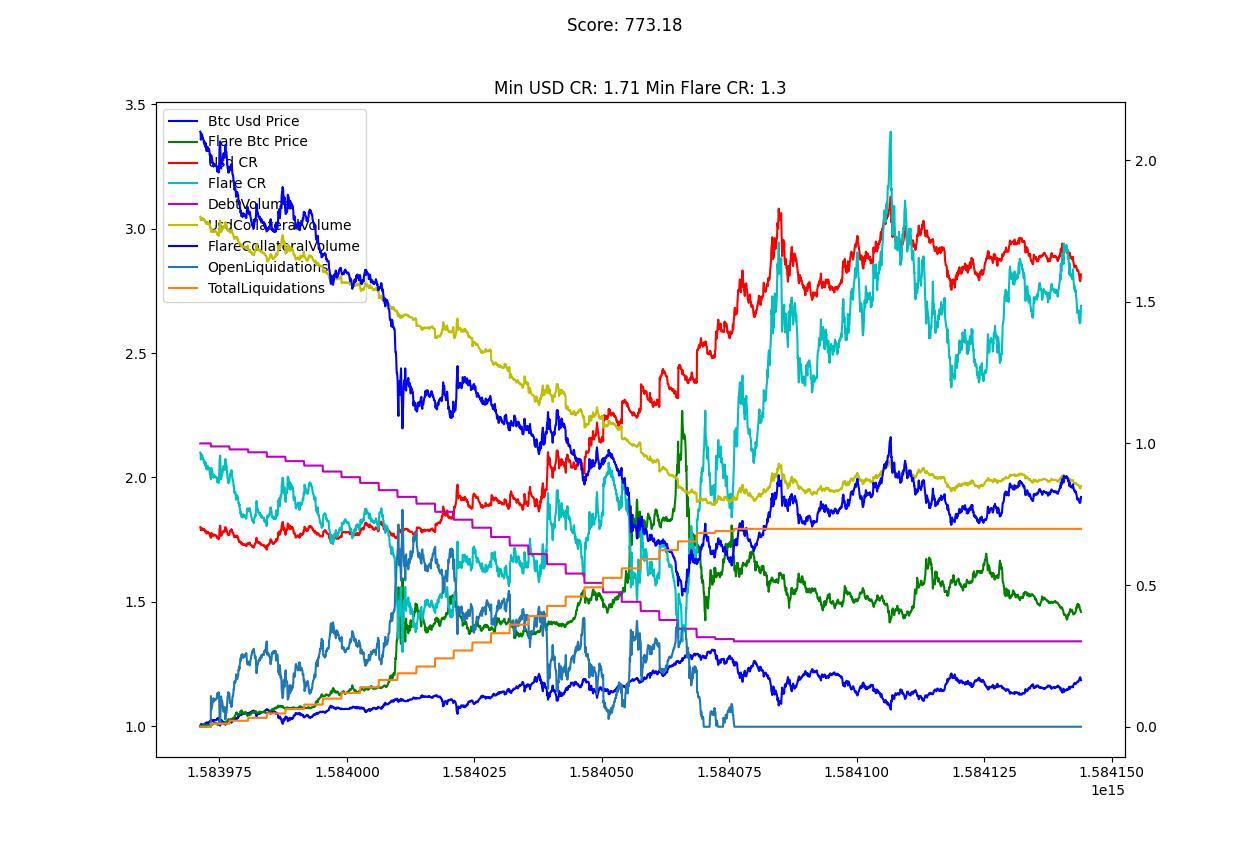 Score: 773.18
Min USD CR: 1.71 Min Flare CR: 1.3
Btc Usd Price
Flare Btc Price
Usd CR
Flare CR
DebtVolume
UsdCollateralVolume
FlareCollateralVolume
OpenLiquidations
TotalLiquidations
3.5
3.0
2.5
2.0
1.5
1.0
2.0
1.5
1.0
0.5
0.0
1.583975
1.584000
1.584025
1.584050
1.584075
1.584100
1.584125
1.584150
1e15